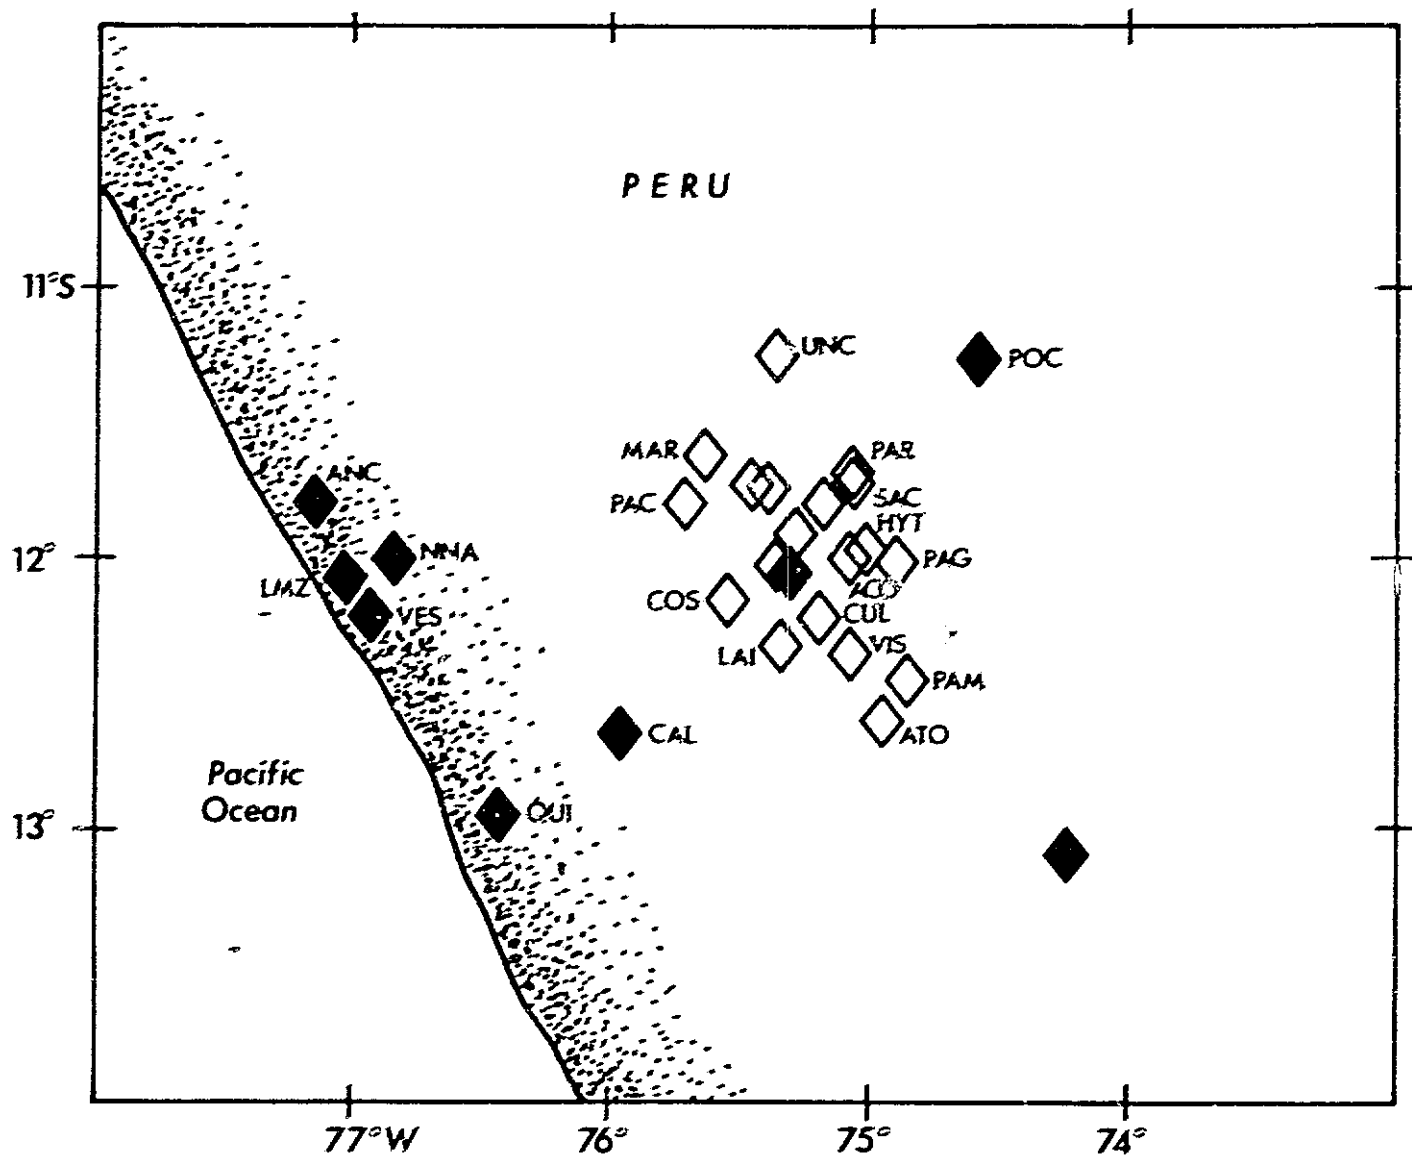 PERU
11°S
UNC
POC
MAR
PAR
ANC
PAC
SAC
HYT
12°
NNA
PAG
LMZ
ACO
COS
CUL
VES
LAI
VIS
PAM
CAL
ATO
Pacific
Ocean
QUI
13°
77°W
76°
75°
74°